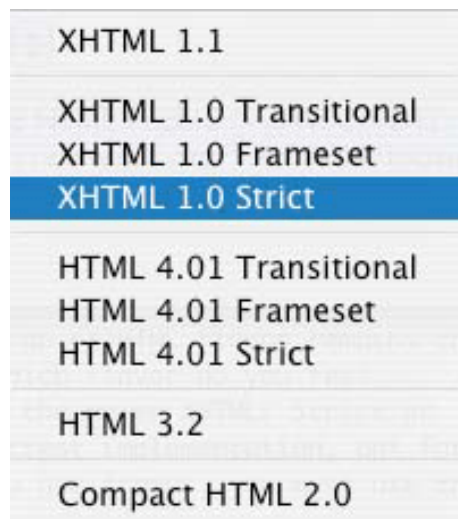 XHTML 1.1
XHTML 1.0 Transitional
XHTML 1.0 Frameset
XHTML 1.0 Strict
HTML 4.01 Transitional
HTML 4.01 Frameset
HTML 4.01 Strict
HTML 3.2
Compact HTML 2.0